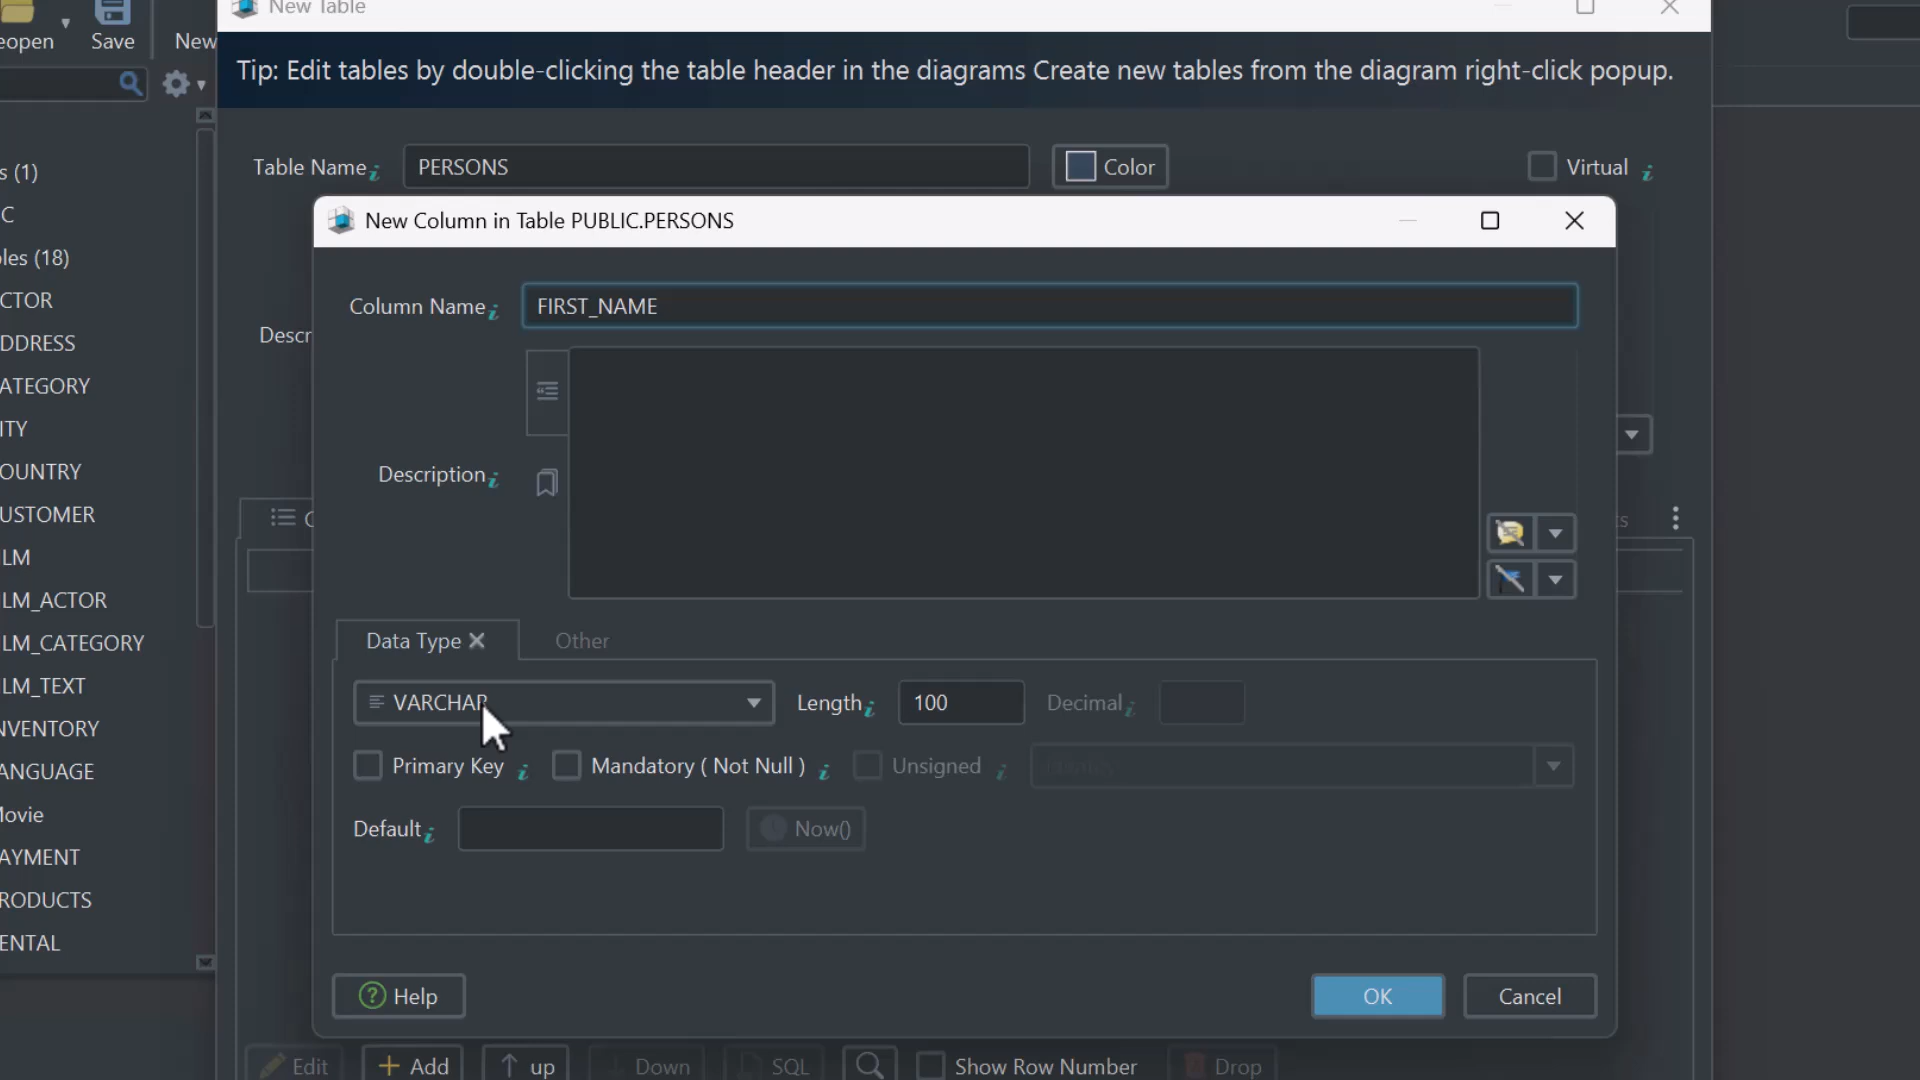 New Table
eopen
Save
New
Tip: Edit tables by double-clicking the table header in the diagrams Create new tables from the diagram right-click popup.
Table Name
PERSONS
Color
Virtual
s (1)
C
les (18)
CTOR
DDRESS
ATEGORY
ITY
OUNTRY
USTOMER
LM
LM_ACTOR
LM_CATEGORY
LM_TEXT
NVENTORY
ANGUAGE
Movie
AYMENT
RODUCTS
ENTAL
Descr
New Column in Table PUBLIC.PERSONS
Column Name
FIRST_NAME
Description
Data Type
Other
VARCHAR
Length
100
Decimal
Primary Key
Mandatory ( Not Null )
Unsigned
Default
Now()
Help
OK
Cancel
Edit
Add
up
Down
SQL
Show Row Number
Drop